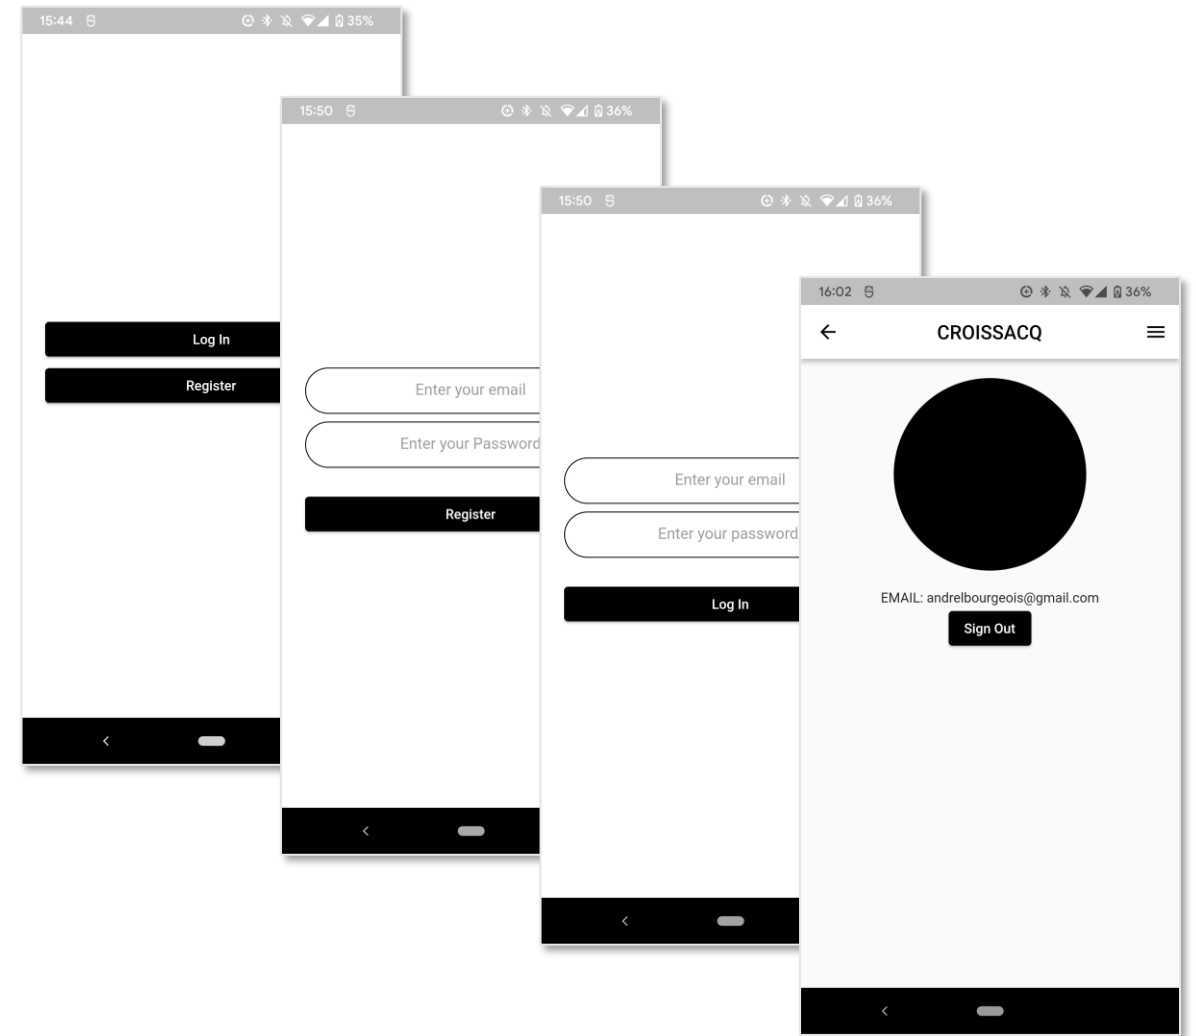 15:44 35%
Log In
Register
15:50 36%
Enter your email
Enter your Password
Register
15:50 36%
Enter your email
Enter your password
Log In
16:02 36%
CROISSACQ
EMAIL: andrelbourgeois@gmail.com
Sign Out